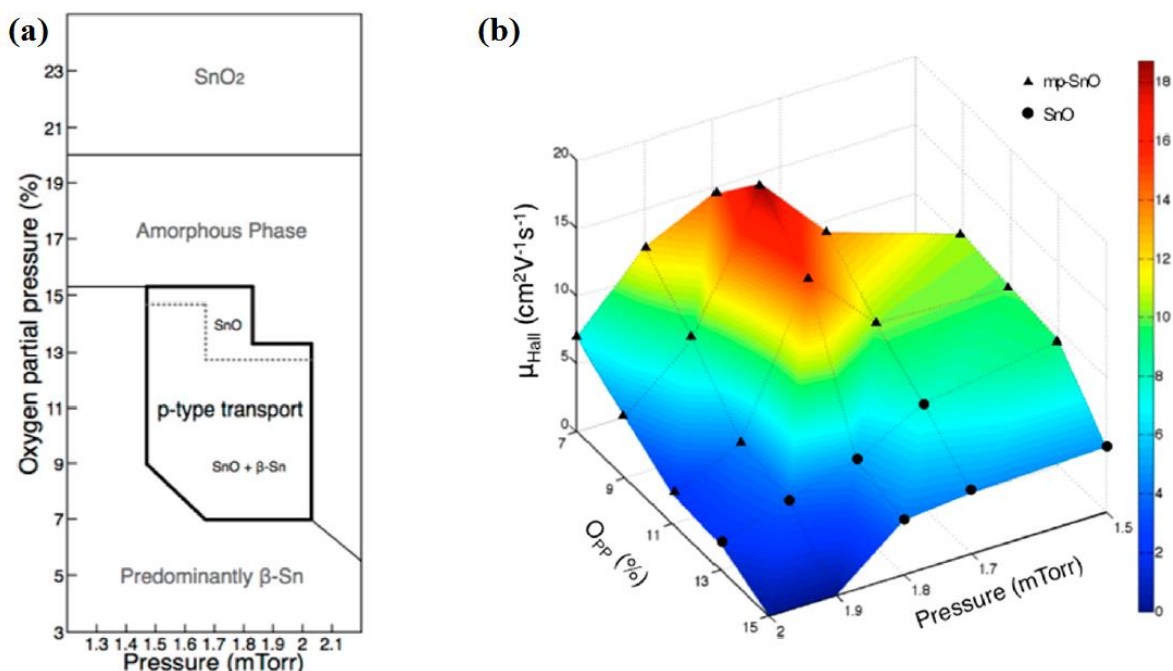 (a)
23
21
19
17
15
13
11
9
7
5
3
Oxygen partial pressure (%)
SnO2
Amorphous Phase
SnO
p-type transport
SnO + β-Sn
Predominantly β-Sn
1.3 1.4 1.5 1.6 1.7 1.8 1.9 2 2.1
Pressure (mTorr)
(b)
▲ mp-SnO
● SnO
20
15
10
5
0
μHall (cm²V⁻¹s⁻¹)
7
9
11
13
15
OPP (%)
2
1.9
1.8
1.7
1.5
Pressure (mTorr)
18
16
14
12
10
8
6
4
2
0